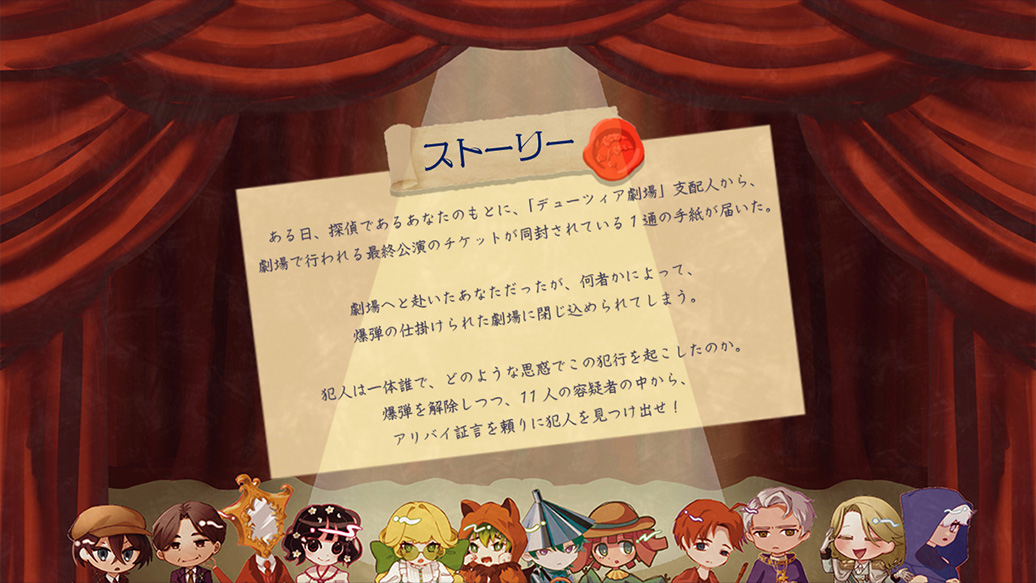 ストーリー
ある日、探偵であるあなたのもとに、「デューツィア劇場」支配人から、
劇場で行われる最終公演のチケットが同封されている1通の手紙が届いた。
劇場へと赴いたあなただったが、何者かによって、
爆弾の仕掛けられた劇場に閉じ込められてしまう。
犯人は一体誰で、どのような思惑でこの犯行を起こしたのか。
爆弾を解除しつつ、11人の容疑者の中から、
アリバイ証言を頼りに犯人を見つけ出せ！